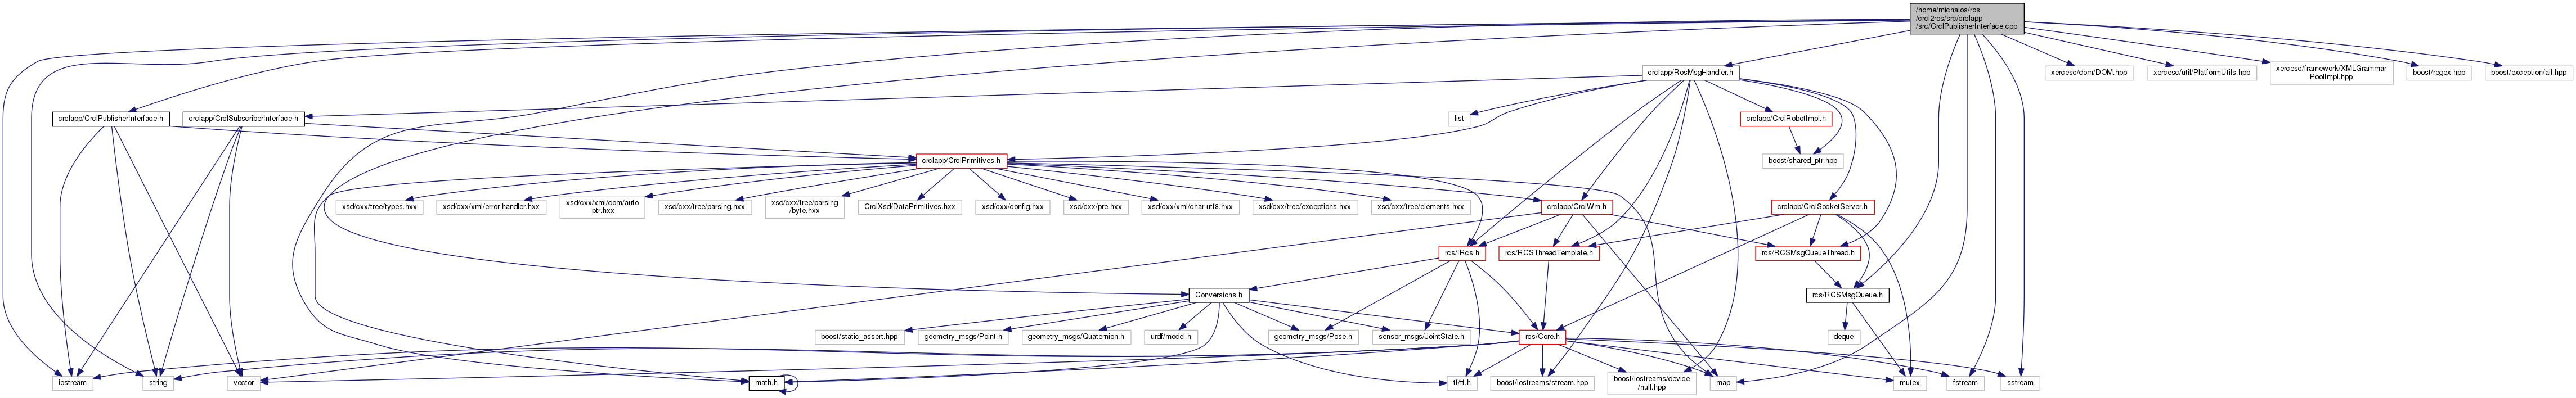 /home/michalos/ros
/crcl2ros/src/crclapp
/src/CrclPublisherInterface.cpp
crclapp/RosMsgHandler.h
xercesc/dom/DOM.hpp
xercesc/util/PlatformUtils.hpp
xercesc/framework/XMLGrammar
PoolImpl.hpp
boost/regex.hpp
boost/exception/all.hpp
crclapp/CrclPublisherInterface.h
crclapp/CrclSubscriberInterface.h
list
crclapp/CrclRobotImpl.h
crclapp/CrclPrimitives.h
boost/shared_ptr.hpp
xsd/cxx/tree/types.hxx
xsd/cxx/xml/error-handler.hxx
xsd/cxx/xml/dom/auto
-ptr.hxx
xsd/cxx/tree/parsing.hxx
xsd/cxx/tree/parsing
/byte.hxx
CrclXsd/DataPrimitives.hxx
xsd/cxx/config.hxx
xsd/cxx/pre.hxx
xsd/cxx/xml/char-utf8.hxx
xsd/cxx/tree/exceptions.hxx
xsd/cxx/tree/elements.hxx
crclapp/CrclWm.h
crclapp/CrclSocketServer.h
rcs/IRcs.h
rcs/RCSThreadTemplate.h
rcs/RCSMsgQueueThread.h
Conversions.h
rcs/RCSMsgQueue.h
boost/static_assert.hpp
geometry_msgs/Point.h
geometry_msgs/Quaternion.h
urdf/model.h
geometry_msgs/Pose.h
sensor_msgs/JointState.h
rcs/Core.h
deque
iostream
string
vector
math.h
tf/tf.h
boost/iostreams/stream.hpp
boost/iostreams/device
/null.hpp
map
mutex
fstream
sstream